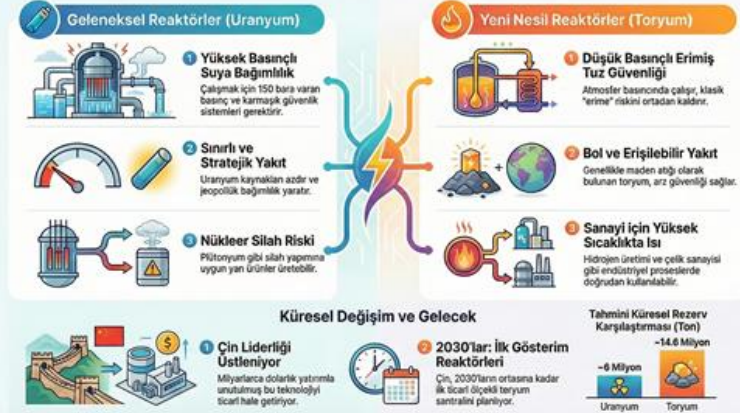 Geleneksel Reaktörler (Uranyum)
1 Yüksek Basınçlı
Suya Bağımlılık
Çalışmak için 150 bara varan
basınç ve karmaşık güvenlik
sistemleri gerektirir.
2 Sınırlı ve
Stratejik Yakıt
Uranyum kaynakları azdır ve
jeopolük bağımlılık yaratır.
3 Nükleer Silah Riski
Plütonyum gibi silah yapımına
uygun yan ürünler üretebilir.
Yeni Nesil Reaktörler (Toryum)
1 Düşük Basınçlı Erimiş
Tuz Güvenliği
Atmosfer basıncında çalışır, klasik
"erime" riskini ortadan kaldırır.
2 Bol ve Erişilebilir Yakıt
Genellikle maden atığı olarak
bulunan toryum, arz güvenliği sağlar.
3 Sanayi için Yüksek
Sıcaklıkta Isı
Hidrojen üretimi ve çelik sanayisi
gibi endüstriyel proseslerde
doğrudan kullanılabilir.
Küresel Değişim ve Gelecek
1 Çin Liderliği
Üstleniyor
Milyarlarca dolarlık yatırımla
unutulmuş bu teknolojiyi
ticari hale getiriyor.
2 2030'lar: İlk Gösterim
Reaktörleri
Çin, 2030'ların ortasına kadar
ilk ticari ölçekli teryum
santralini planlıyor.
Tahmini Küresel Rezerv
Karşılaştırması (Ton)
~6 Milyon
~14.6 Milyon
Uranyum
Toryum